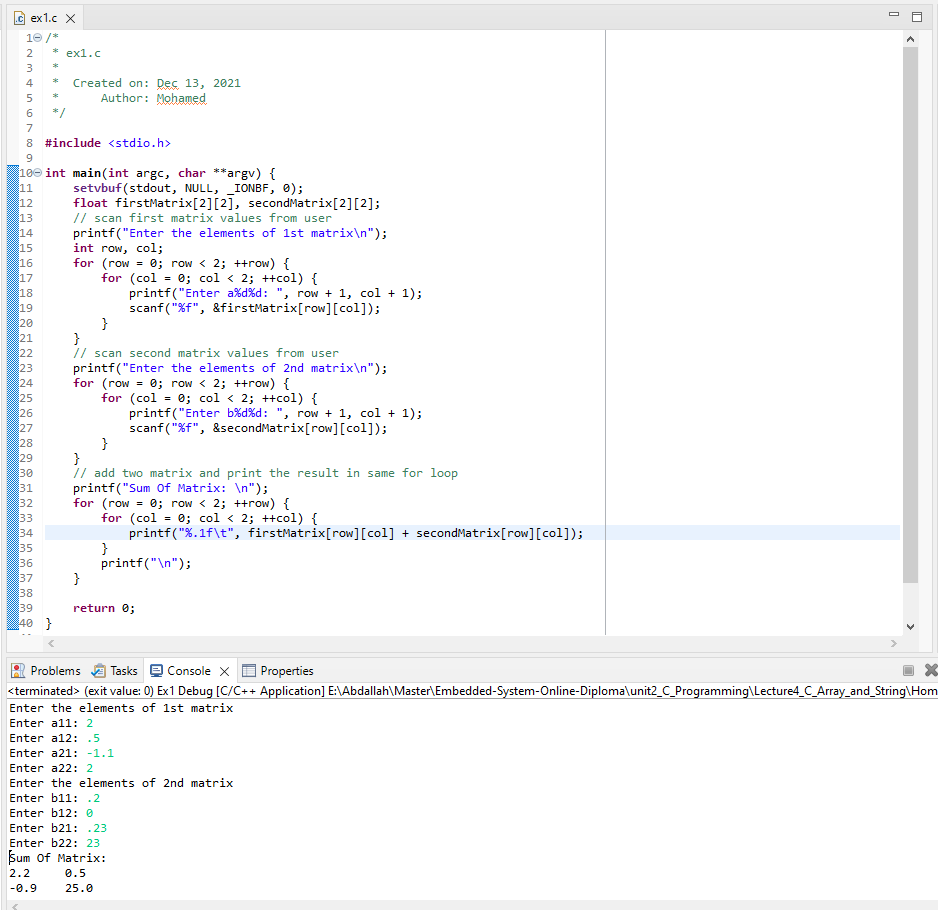 ex1.c
1 /*
2  * ex1.c
3  *
4  *  Created on: Dec 13, 2021
5  *      Author: Mohamed
6  */
7
8 #include <stdio.h>
9
10 int main(int argc, char **argv) {
11     setvbuf(stdout, NULL, _IONBF, 0);
12     float firstMatrix[2][2], secondMatrix[2][2];
13     // scan first matrix values from user
14     printf("Enter the elements of 1st matrix\n");
15     int row, col;
16     for (row = 0; row < 2; ++row) {
17         for (col = 0; col < 2; ++col) {
18             printf("Enter a%d%d: ", row + 1, col + 1);
19             scanf("%f", &firstMatrix[row][col]);
20         }
21     }
22     // scan second matrix values from user
23     printf("Enter the elements of 2nd matrix\n");
24     for (row = 0; row < 2; ++row) {
25         for (col = 0; col < 2; ++col) {
26             printf("Enter b%d%d: ", row + 1, col + 1);
27             scanf("%f", &secondMatrix[row][col]);
28         }
29     }
30     // add two matrix and print the result in same for loop
31     printf("Sum Of Matrix: \n");
32     for (row = 0; row < 2; ++row) {
33         for (col = 0; col < 2; ++col) {
34             printf("%.1f\t", firstMatrix[row][col] + secondMatrix[row][col]);
35         }
36         printf("\n");
37     }
38
39     return 0;
40 }
Problems Tasks Console Properties
<terminated> (exit value: 0) Ex1 Debug [C/C++ Application] E:\Abdallah\Master\Embedded-System-Online-Diploma\unit2_C_Programming\Lecture4_C_Array_and_String\Hom
Enter the elements of 1st matrix
Enter a11: 2
Enter a12: .5
Enter a21: -1.1
Enter a22: 2
Enter the elements of 2nd matrix
Enter b11: .2
Enter b12: 0
Enter b21: .23
Enter b22: 23
Sum Of Matrix:
2.2     0.5
-0.9    25.0